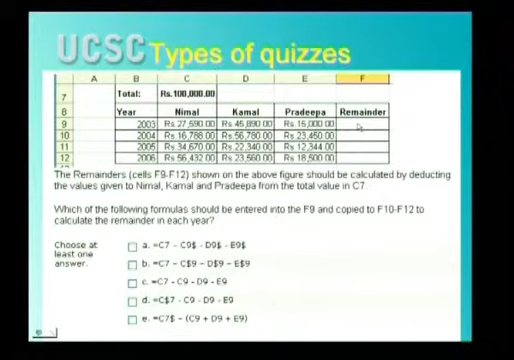 UCSC Types of quizzes
A B C D E F
7 Total: Rs.100,000.00
8 Year Nimal Kamal Pradeepa Remainder
9 2003 Rs.27,590.00 Rs.45,890.00 Rs.15,000.00
10 2004 Rs.16,788.00 Rs.56,780.00 Rs.23,450.00
11 2005 Rs.34,670.00 Rs.22,340.00 Rs.12,344.00
12 2006 Rs.56,432.00 Rs.23,560.00 Rs.18,500.00
The Remainders (cells F9-F12) shown on the above figure should be calculated by deducting
the values given to Nimal, Kamal and Pradeepa from the total value in C7.
Which of the following formulas should be entered into the F9 and copied to F10-F12 to
calculate the remainder in each year?
Choose at
least one
answer.
a. =C7 - C9$ - D9$ - E9$
b. =C7 - C$9 - D$9 - E$9
c. =C7 - C9 - D9 - E9
d. =C$7 - C9 - D9 - E9
e. =C7$ - (C9 + D9 + E9)